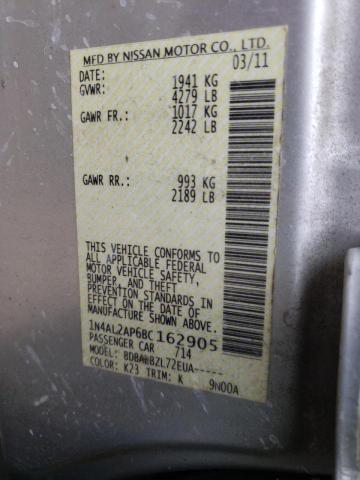 MFD BY NISSAN MOTOR CO., LTD.
DATE: 03/11
GVWR: 1941 KG
4279 LB
GAWR FR.: 1017 KG
2242 LB
GAWR RR.: 993 KG
2189 LB
THIS VEHICLE CONFORMS TO
ALL APPLICABLE FEDERAL
MOTOR VEHICLE SAFETY,
BUMPER, AND THEFT
PREVENTION STANDARDS IN
EFFECT ON THE DATE OF
MANUFACTURE SHOWN ABOVE.
1N4AL2AP6BC162905
PASSENGER CAR 714
MODEL: BZL72EUA-----
COLOR: K23 TRIM: K 9N00A